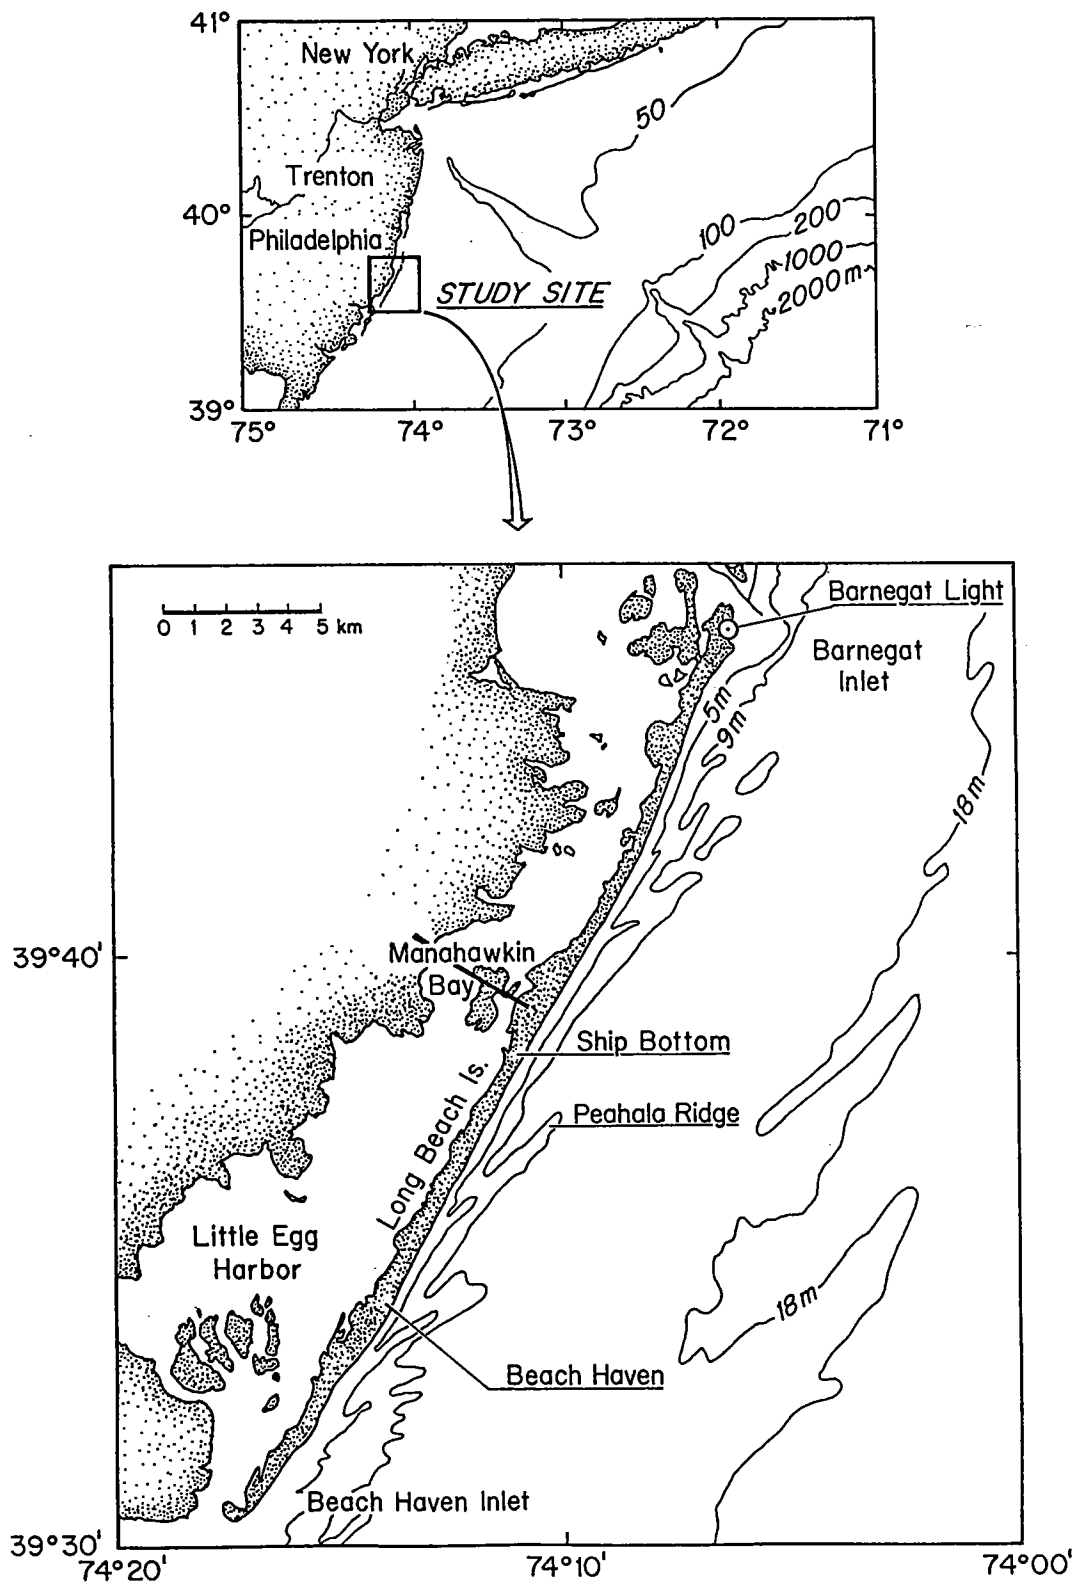 41°
New York
50
Trenton
40°
100
200
Philadelphia
1000
2000m
STUDY SITE
39°
75°
74°
73°
72°
71°
Barnegat Light
0 1 2 3 4 5 km
Barnegat
Inlet
5m
9m
18m
39°40'
Manahawkin
Bay
Ship Bottom
Long Beach Is.
Peahala Ridge
Little Egg
Harbor
18m
Beach Haven
Beach Haven Inlet
39°30'
74°20'
74°10'
74°00'